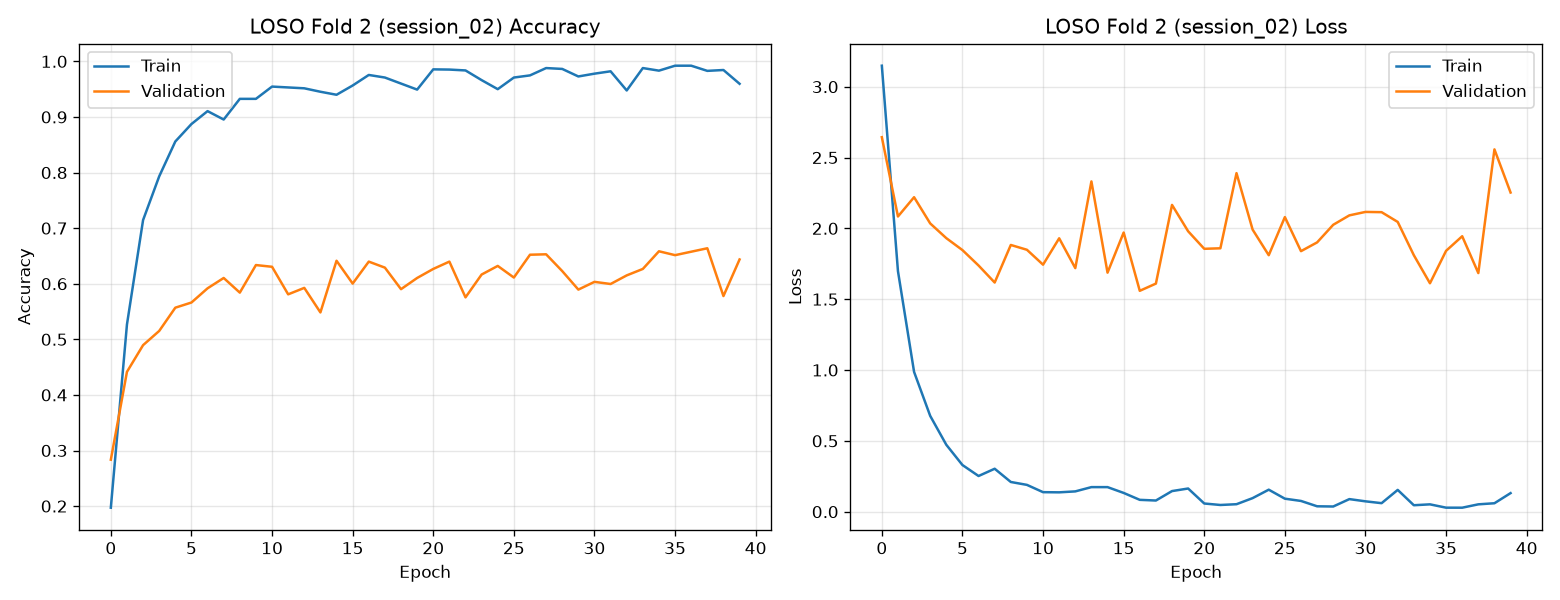 LOSO Fold 2 (session_02) Accuracy
Train
Validation
1.0
0.9
0.8
0.7
0.6
0.5
0.4
0.3
0.2
Accuracy
0 5 10 15 20 25 30 35 40
Epoch
LOSO Fold 2 (session_02) Loss
Train
Validation
3.0
2.5
2.0
1.5
1.0
0.5
0.0
Loss
0 5 10 15 20 25 30 35 40
Epoch